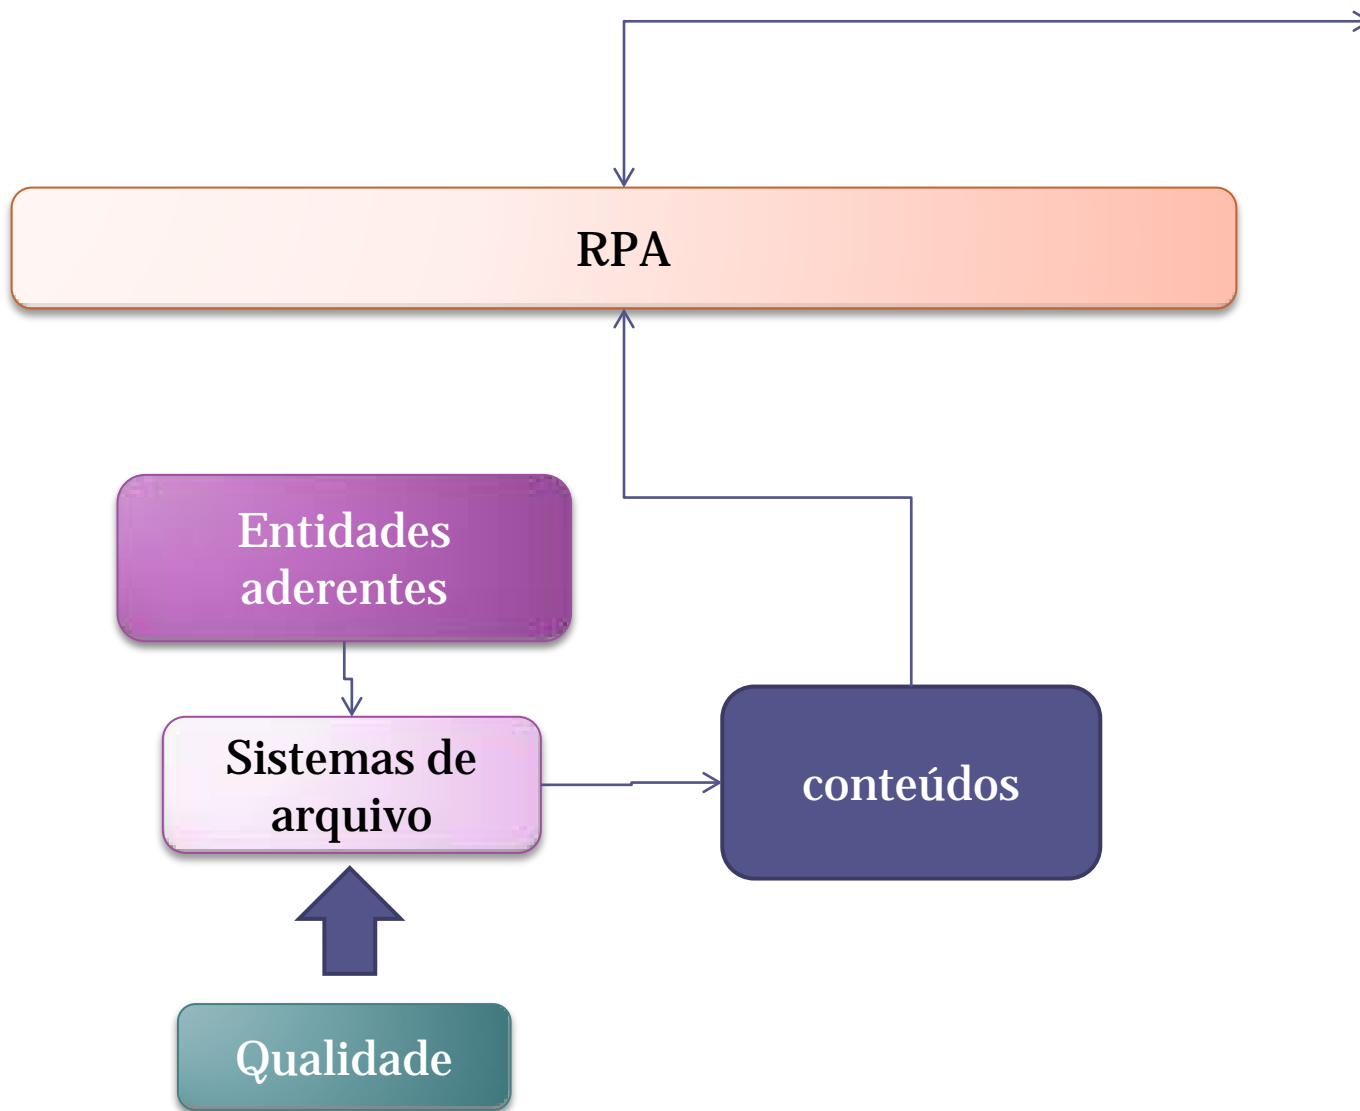 RPA
Entidades
aderentes
Sistemas de
arquivo
conteúdos
Qualidade